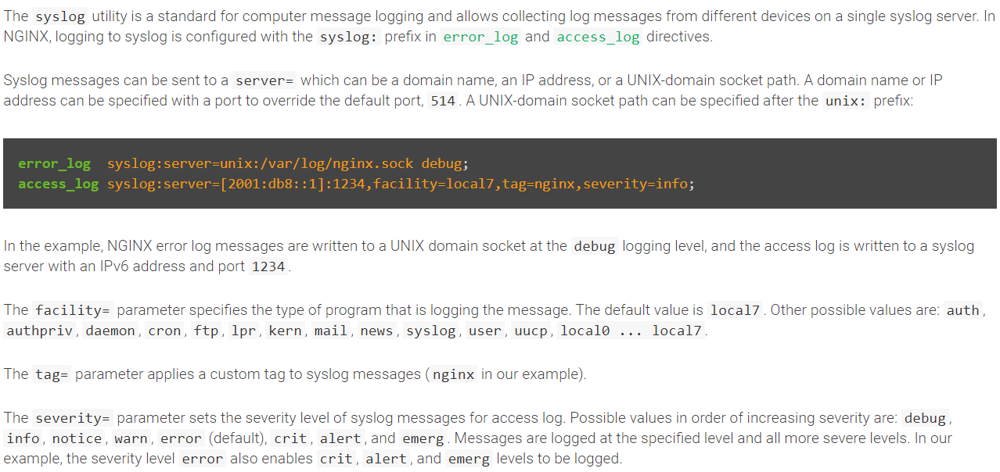 The syslog utility is a standard for computer message logging and allows collecting log messages from different devices on a single syslog server. In
NGINX, logging to syslog is configured with the syslog: prefix in error_log and access_log directives.
Syslog messages can be sent to a server= which can be a domain name, an IP address, or a UNIX-domain socket path. A domain name or IP
address can be specified with a port to override the default port, 514. A UNIX-domain socket path can be specified after the unix: prefix:
error_log  syslog:server=unix:/var/log/nginx.sock debug;
access_log syslog:server=[2001:db8::1]:1234,facility=local7,tag=nginx,severity=info;
In the example, NGINX error log messages are written to a UNIX domain socket at the debug logging level, and the access log is written to a syslog
server with an IPv6 address and port 1234.
The facility= parameter specifies the type of program that is logging the message. The default value is local7. Other possible values are: auth,
authpriv, daemon, cron, ftp, lpr, kern, mail, news, syslog, user, uucp, local0 ... local7.
The tag= parameter applies a custom tag to syslog messages (nginx in our example).
The severity= parameter sets the severity level of syslog messages for access log. Possible values in order of increasing severity are: debug,
info, notice, warn, error (default), crit, alert, and emerg. Messages are logged at the specified level and all more severe levels. In our
example, the severity level error also enables crit, alert, and emerg levels to be logged.